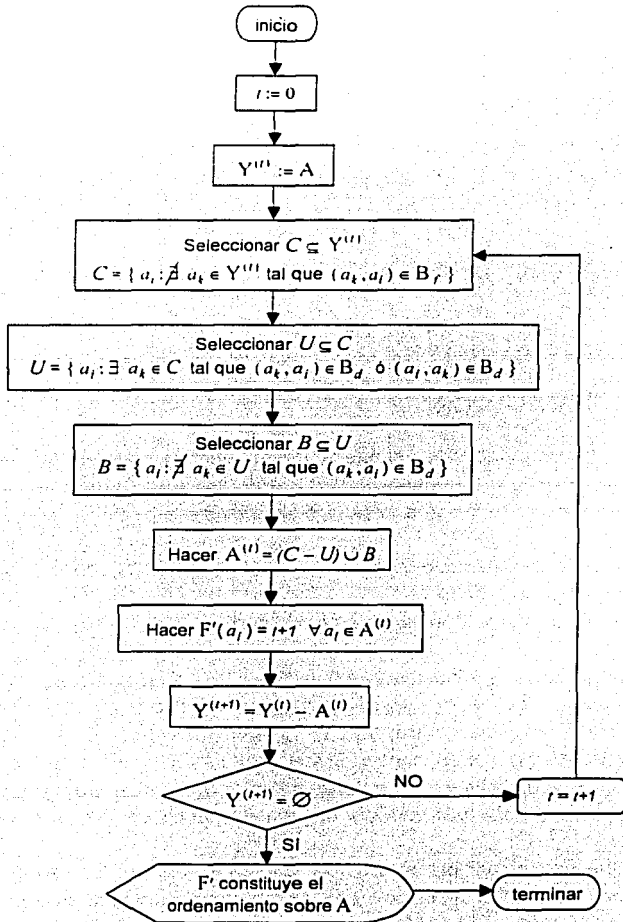 inicio
t := 0
Y^(t) := A
Seleccionar C ⊆ Y^(t)
C = { a_i : ∄ a_k ∈ Y^(t) tal que (a_k, a_i) ∈ B_f }
Seleccionar U ⊆ C
U = { a_i : ∃ a_k ∈ C tal que (a_k, a_i) ∈ B_d ó (a_i, a_k) ∈ B_d }
Seleccionar B ⊆ U
B = { a_i : ∄ a_k ∈ U tal que (a_k, a_i) ∈ B_d }
Hacer A^(t) = (C – U) ∪ B
Hacer F'(a_i) = t+1 ∀ a_i ∈ A^(t)
Y^(t+1) = Y^(t) – A^(t)
Y^(t+1) = ∅
NO
t = t+1
SI
F' constituye el
ordenamiento sobre A
terminar